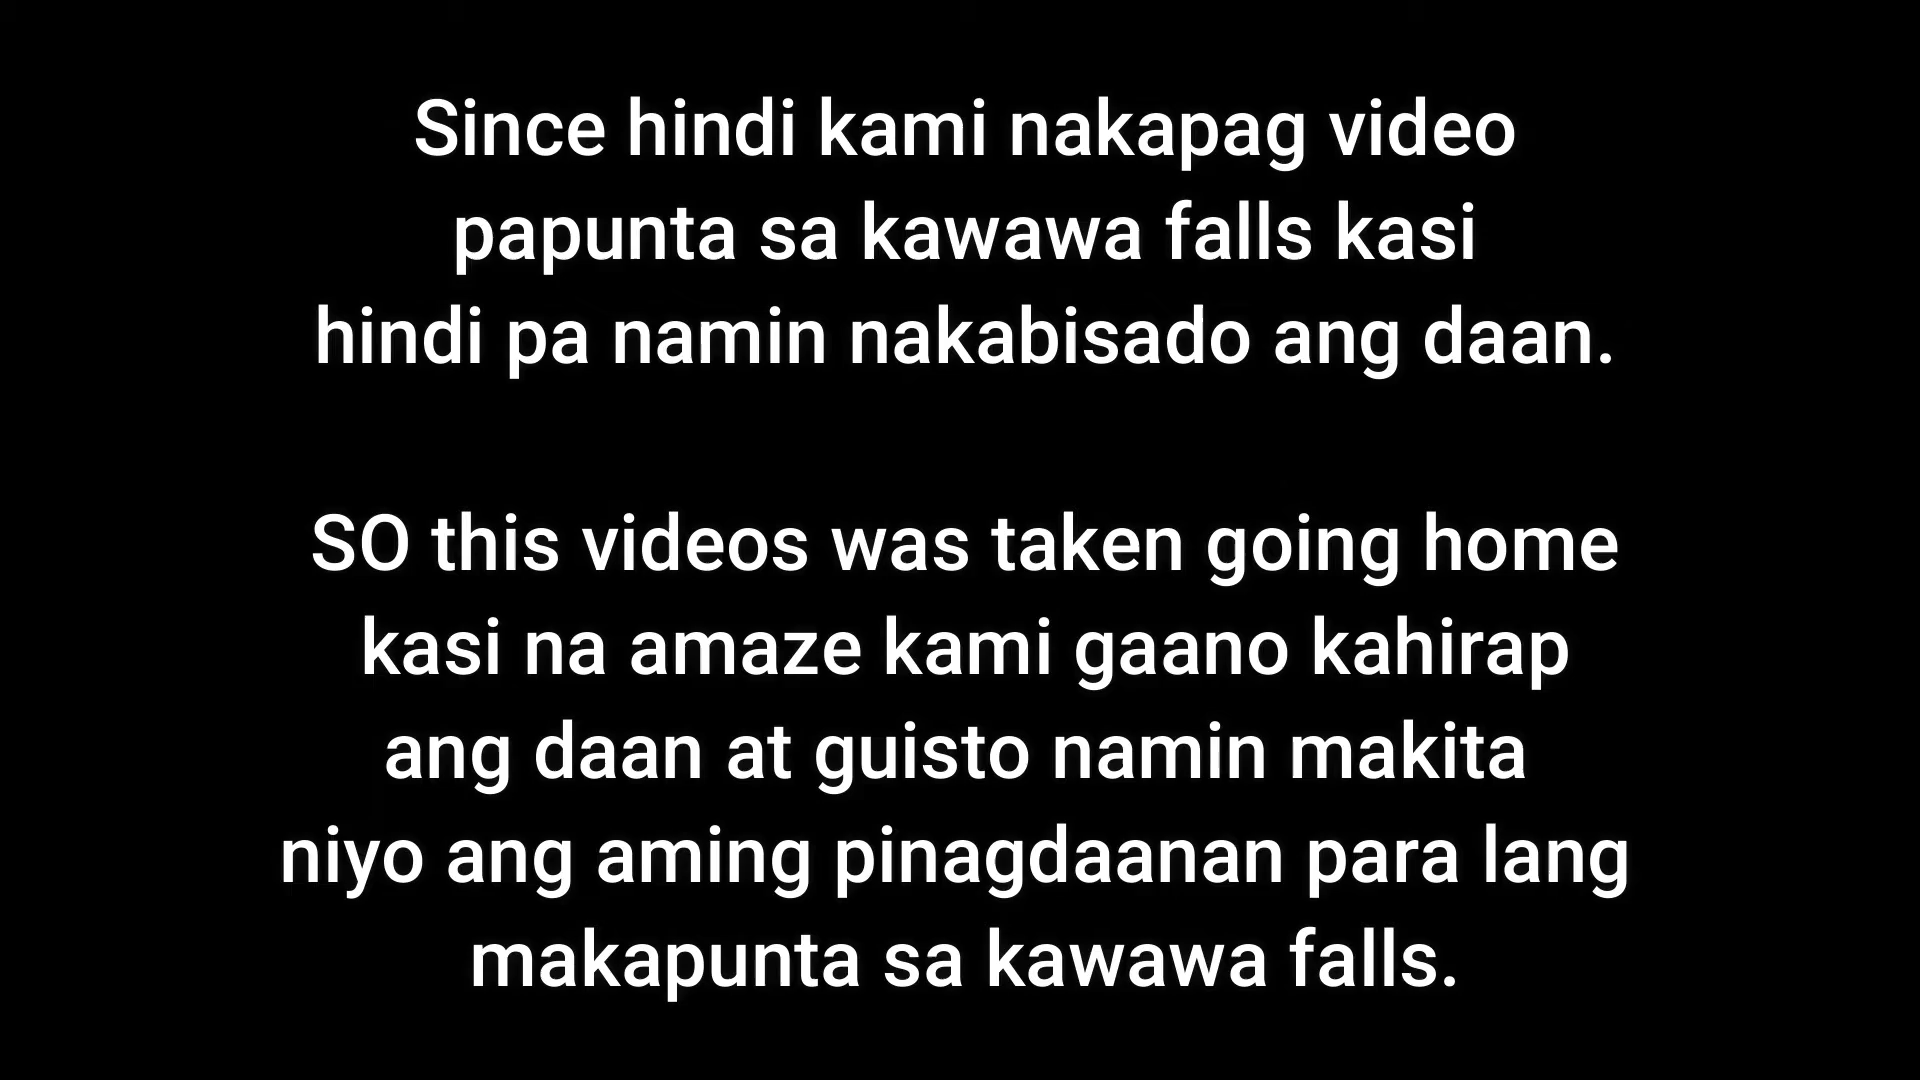 Since hindi kami nakapag video
papunta sa kawawa falls kasi
hindi pa namin nakabisado ang daan.
SO this videos was taken going home
kasi na amaze kami gaano kahirap
ang daan at guisto namin makita
niyo ang aming pinagdaanan para lang
makapunta sa kawawa falls.